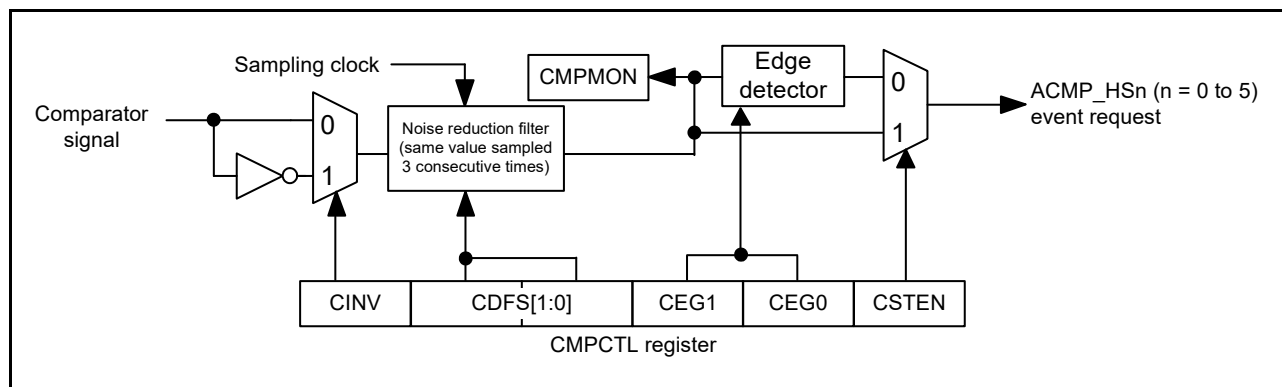 Sampling clock
CMPMON
Edge
detector
0
1
ACMP_HSn (n = 0 to 5)
event request
Comparator
signal
0
1
Noise reduction filter
(same value sampled
3 consecutive times)
CINV
CDFS[1:0]
CEG1
CEG0
CSTEN
CMPCTL register